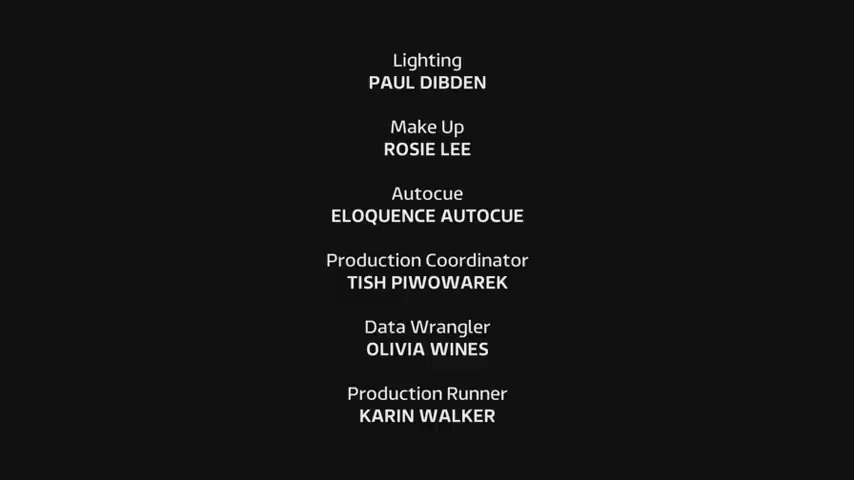 Lighting
PAUL DIBDEN
Make Up
ROSIE LEE
Autocue
ELOQUENCE AUTOCUE
Production Coordinator
TISH PIWOWAREK
Data Wrangler
OLIVIA WINES
Production Runner
KARIN WALKER